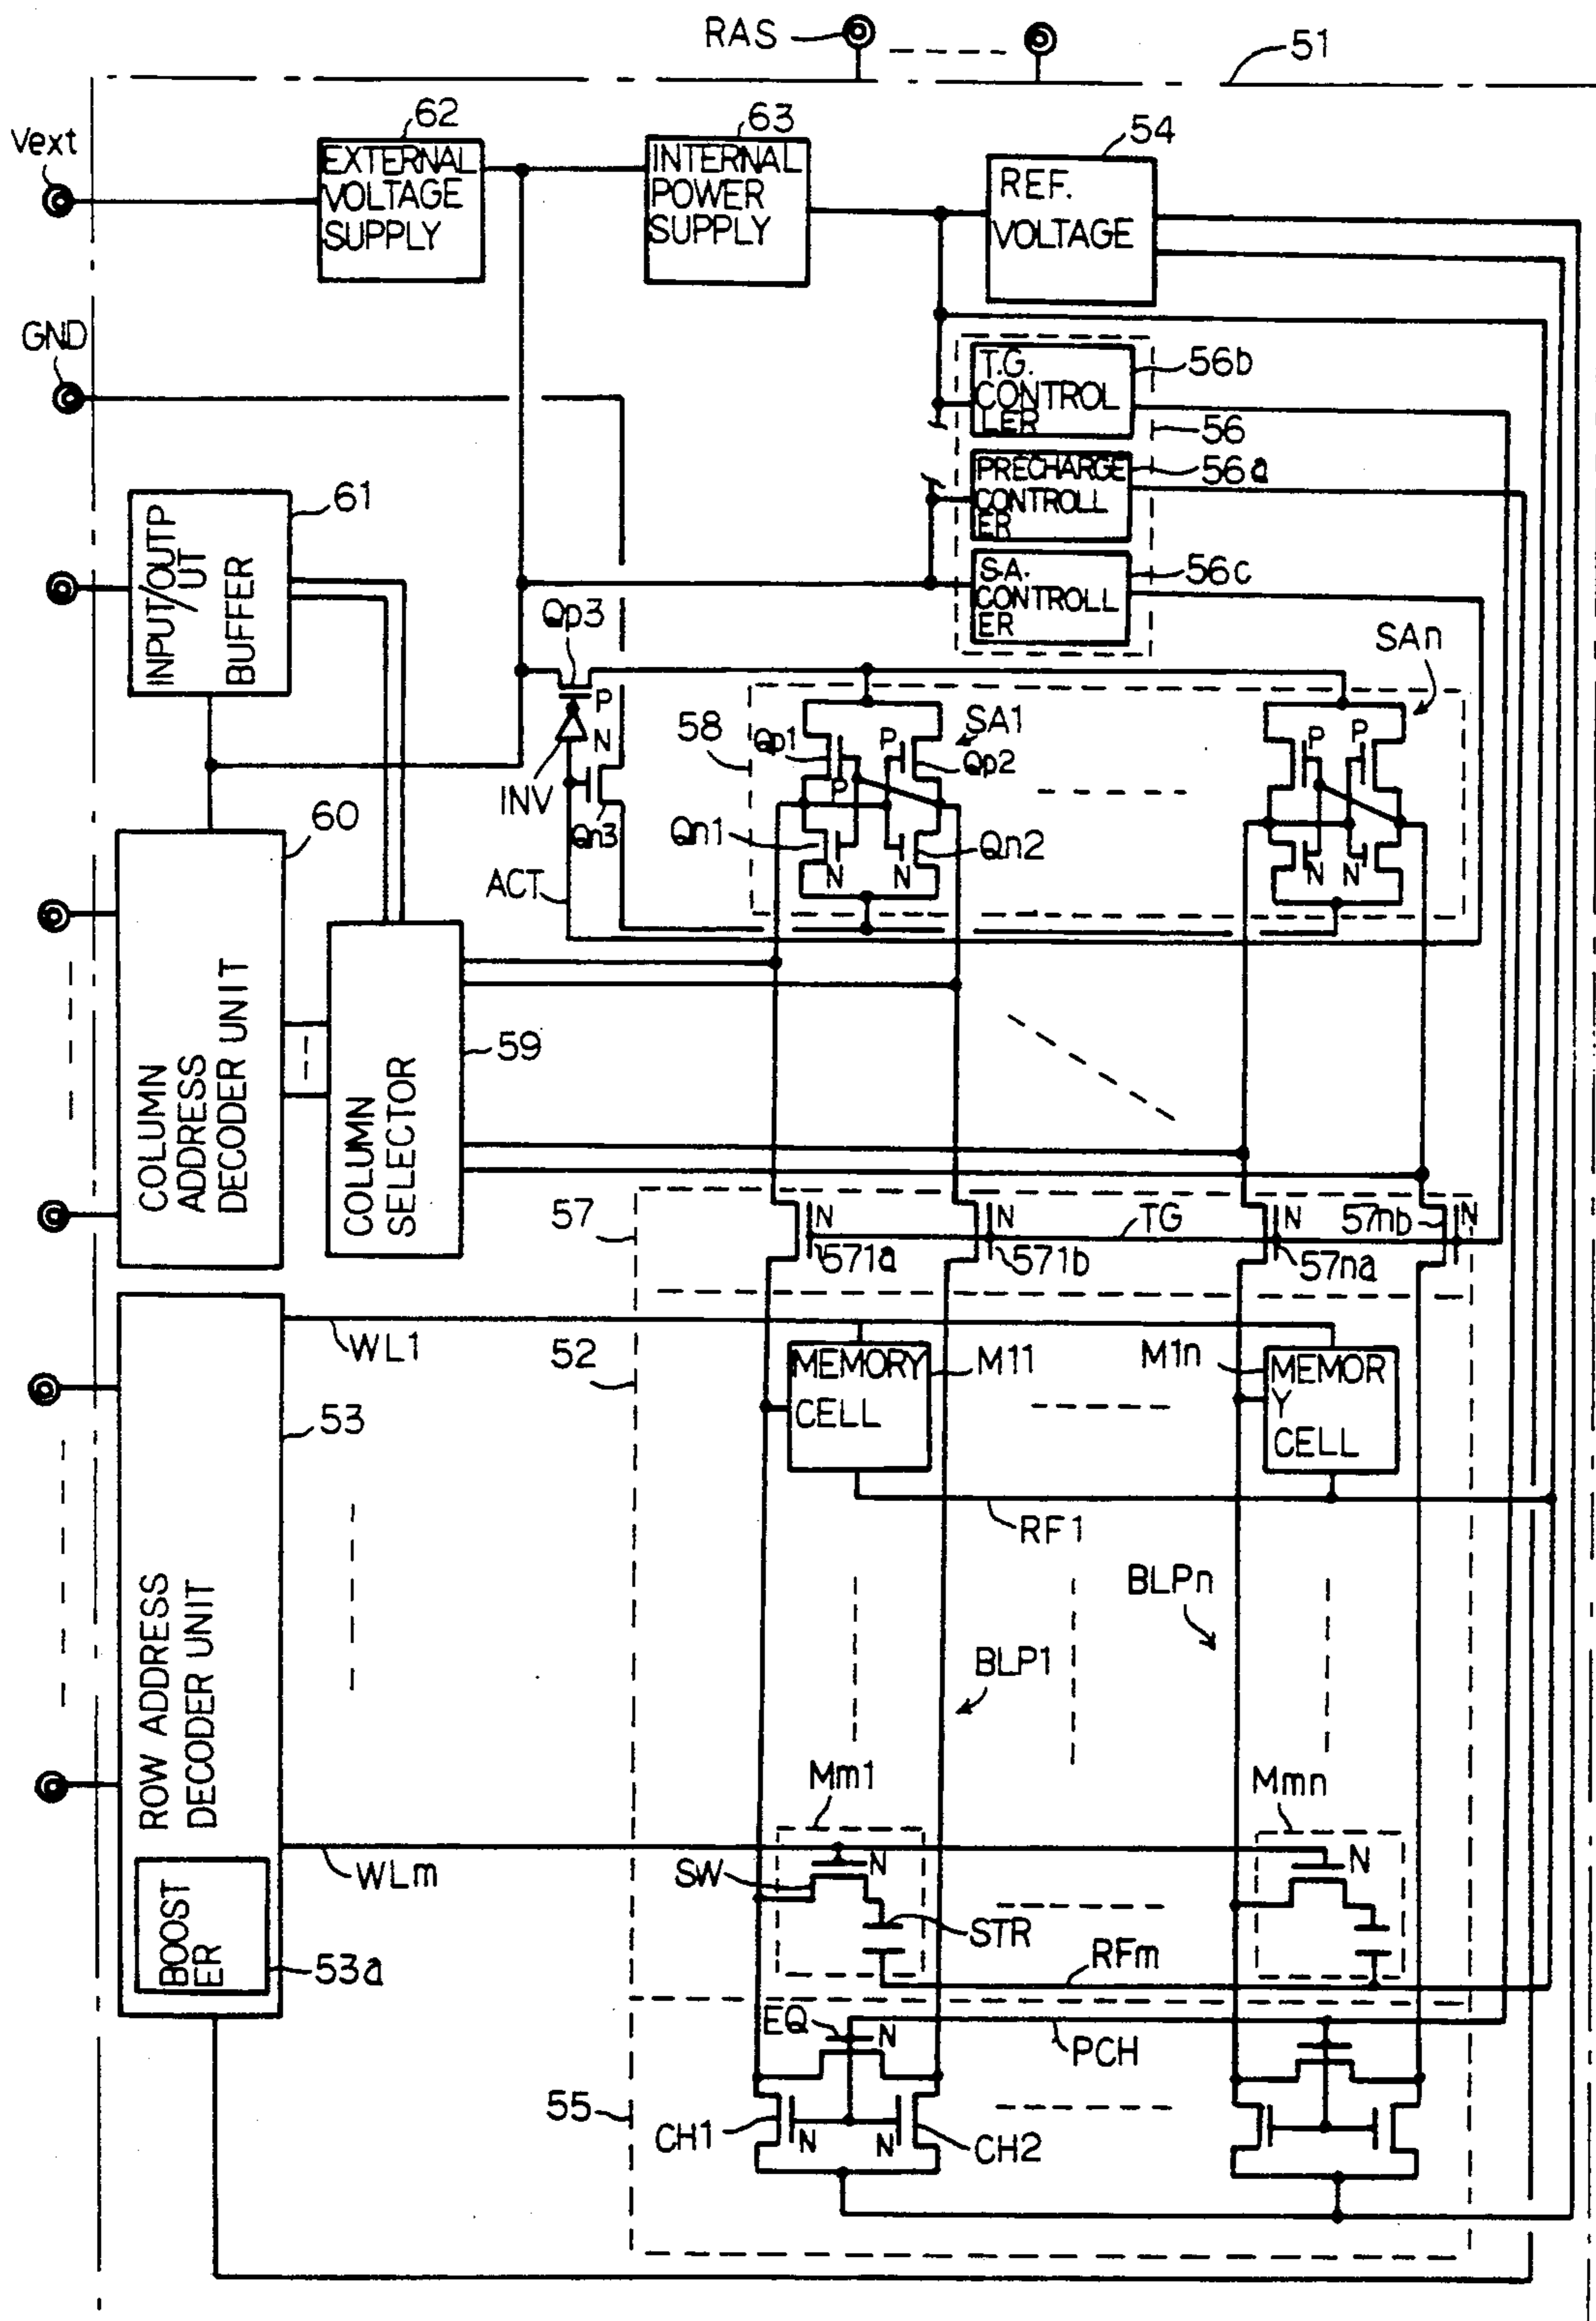 RAS
51
Vext
62
EXTERNAL
VOLTAGE
SUPPLY
63
INTERNAL
POWER
SUPPLY
54
REF.
VOLTAGE
GND
T.G.
CONTROL
LER
56b
56
PRECHARGE
CONTROLL
ER
56a
S.A.
CONTROLL
ER
56c
61
INPUT/OUTP
UT
BUFFER
Qp3
P
N
INV
Qn3
ACT
58
Qp1
P
P
SA1
Qp2
Qn1
N
N
Qn2
SAn
P
P
N
N
60
COLUMN
ADDRESS
DECODER UNIT
59
COLUMN
SELECTOR
57
N
571a
N
571b
TG
N
57na
57nb
N
53
ROW ADDRESS
DECODER UNIT
BOOST
ER
53a
WL1
52
MEMORY
CELL
M11
M1n
MEMOR
Y
CELL
RF1
BLPn
BLP1
Mm1
Mmn
WLm
SW
N
STR
N
RFm
EQ
N
PCH
55
CH1
N
N
CH2